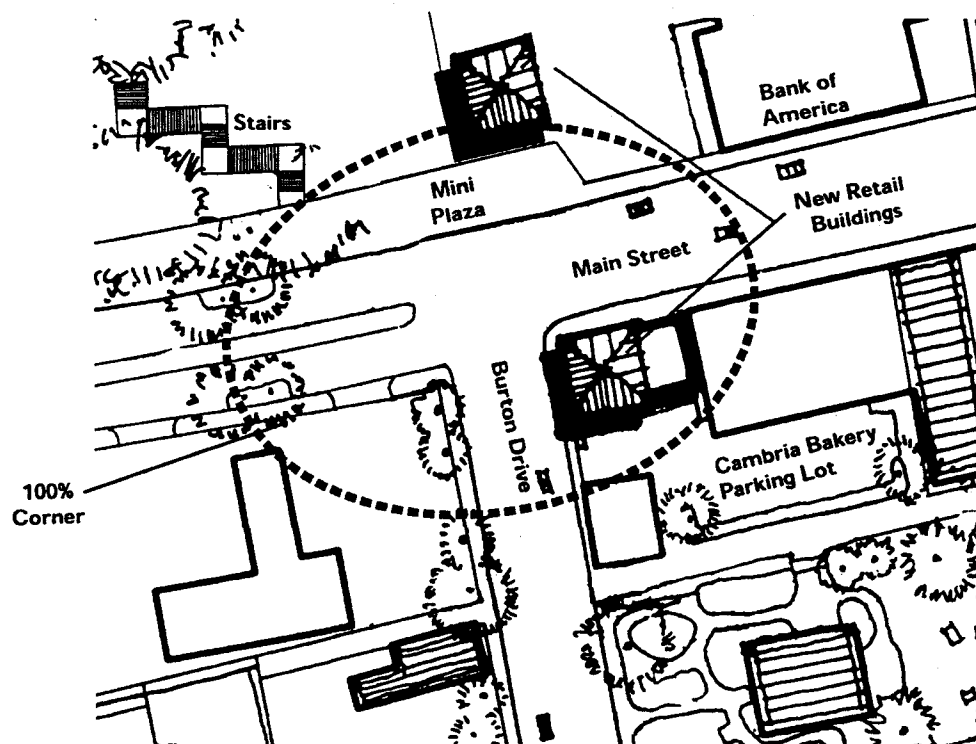 Bank of
America
Stairs
Mini
Plaza
New Retail
Buildings
Main Street
Burton Drive
Cambria Bakery
Parking Lot
100%
Corner